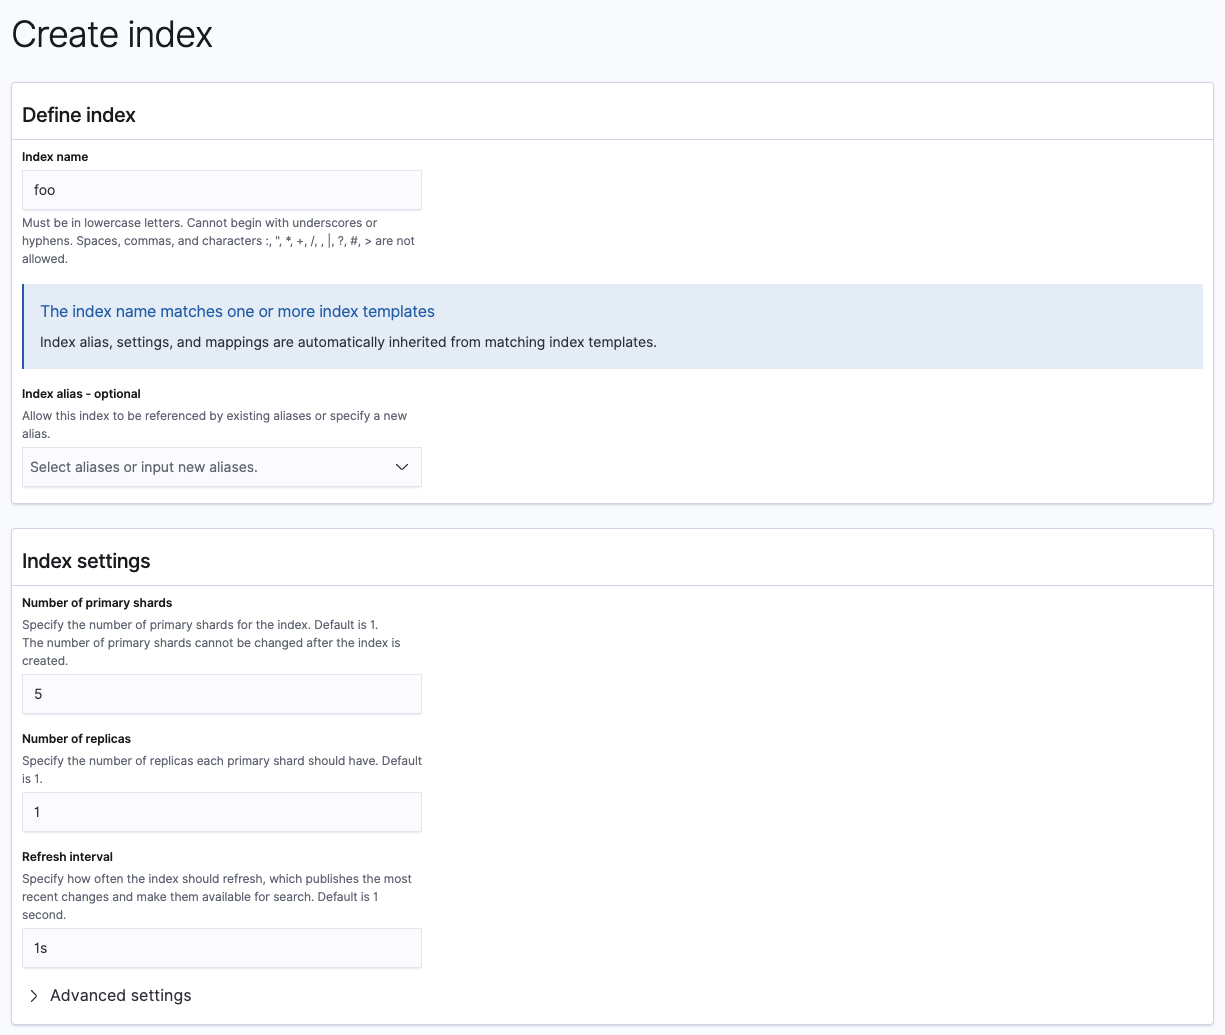 Create index
Define index
Index name
foo
Must be in lowercase letters. Cannot begin with underscores or
hyphens. Spaces, commas, and characters :, ", *, +, /, , |, ?, #, > are not
allowed.
The index name matches one or more index templates
Index alias, settings, and mappings are automatically inherited from matching index templates.
Index alias - optional
Allow this index to be referenced by existing aliases or specify a new
alias.
Select aliases or input new aliases.
Index settings
Number of primary shards
Specify the number of primary shards for the index. Default is 1.
The number of primary shards cannot be changed after the index is
created.
5
Number of replicas
Specify the number of replicas each primary shard should have. Default
is 1.
1
Refresh interval
Specify how often the index should refresh, which publishes the most
recent changes and make them available for search. Default is 1
second.
1s
Advanced settings